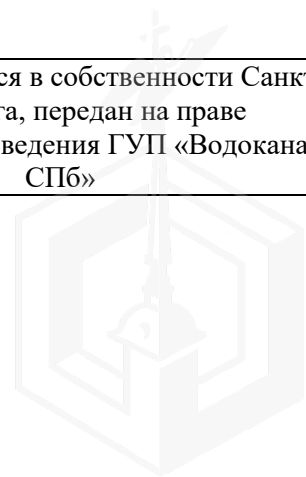 ся в собственности Санкт
га, передан на праве
ведения ГУП «Водокана
СПб»